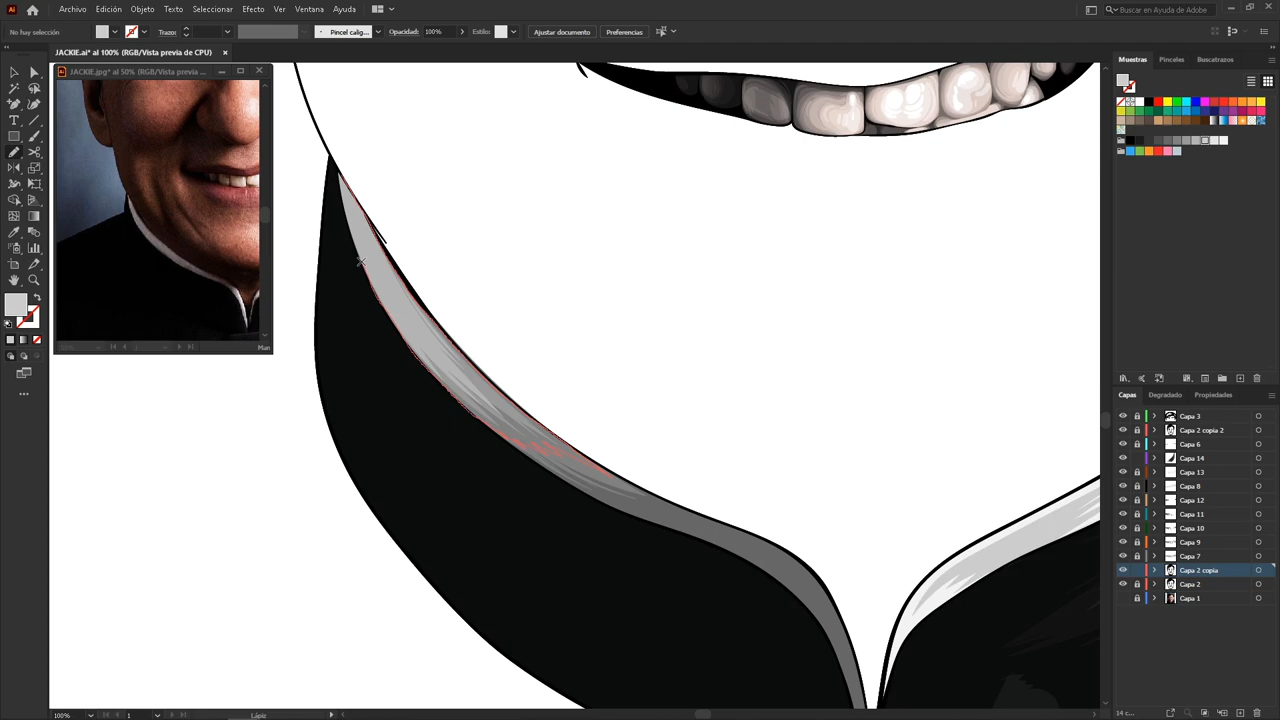 Archivo Edición Objeto Texto Seleccionar Efecto Ver Ventana Ayuda
Buscar en Ayuda de Adobe
No hay selección
Trazo:
Pincel calig...
Opacidad: 100%
Estilo:
Ajustar documento
Preferencias
JACKIE.ai* al 100% (RGB/Vista previa de CPU) ×
JACKIE.jpg* al 50% (RGB/Vista previa ...
Man
Muestras Pinceles Buscatrazos
Capas Degradado Propiedades
Capa 3
Capa 2 copia 2
Capa 6
Capa 14
Capa 13
Capa 8
Capa 12
Capa 11
Capa 10
Capa 9
Capa 7
Capa 2 copia
Capa 2
Capa 1
14 c...
100%
1
Lápiz